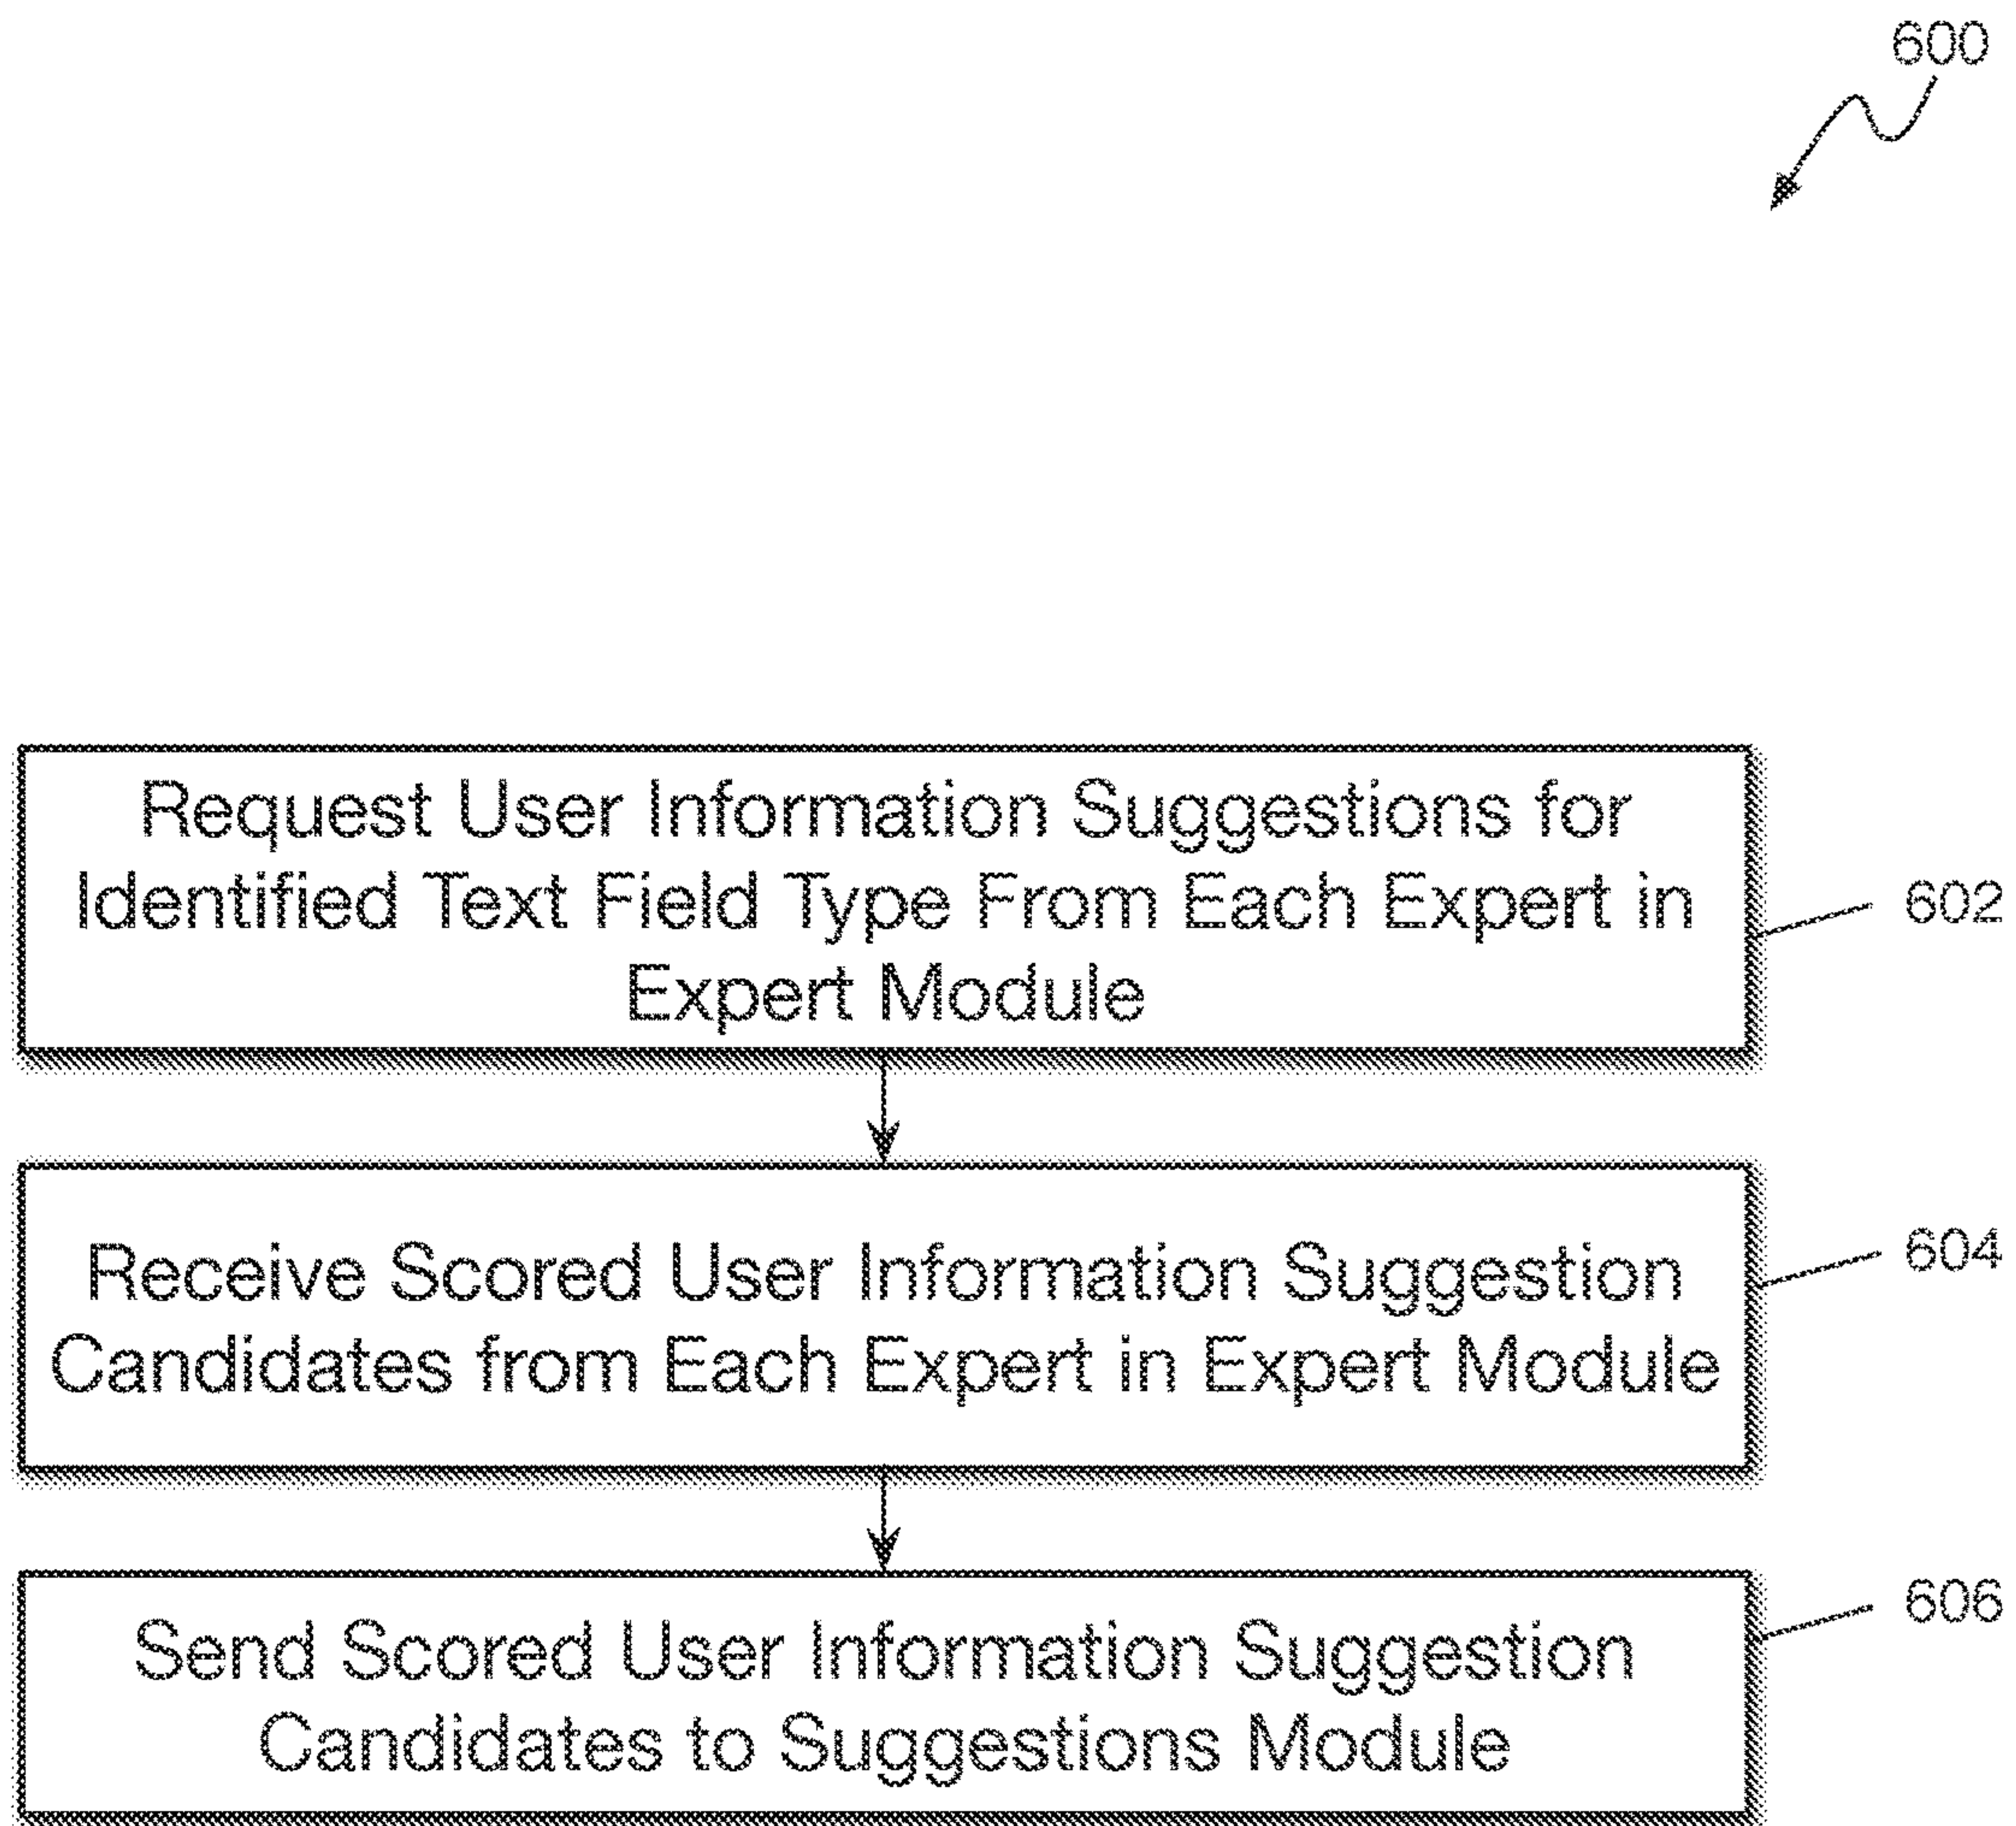 600
Request User Information Suggestions for
Identified Text Field Type From Each Expert in
Expert Module
602
Receive Scored User Information Suggestion
Candidates from Each Expert in Expert Module
604
Send Scored User Information Suggestion
Candidates to Suggestions Module
606